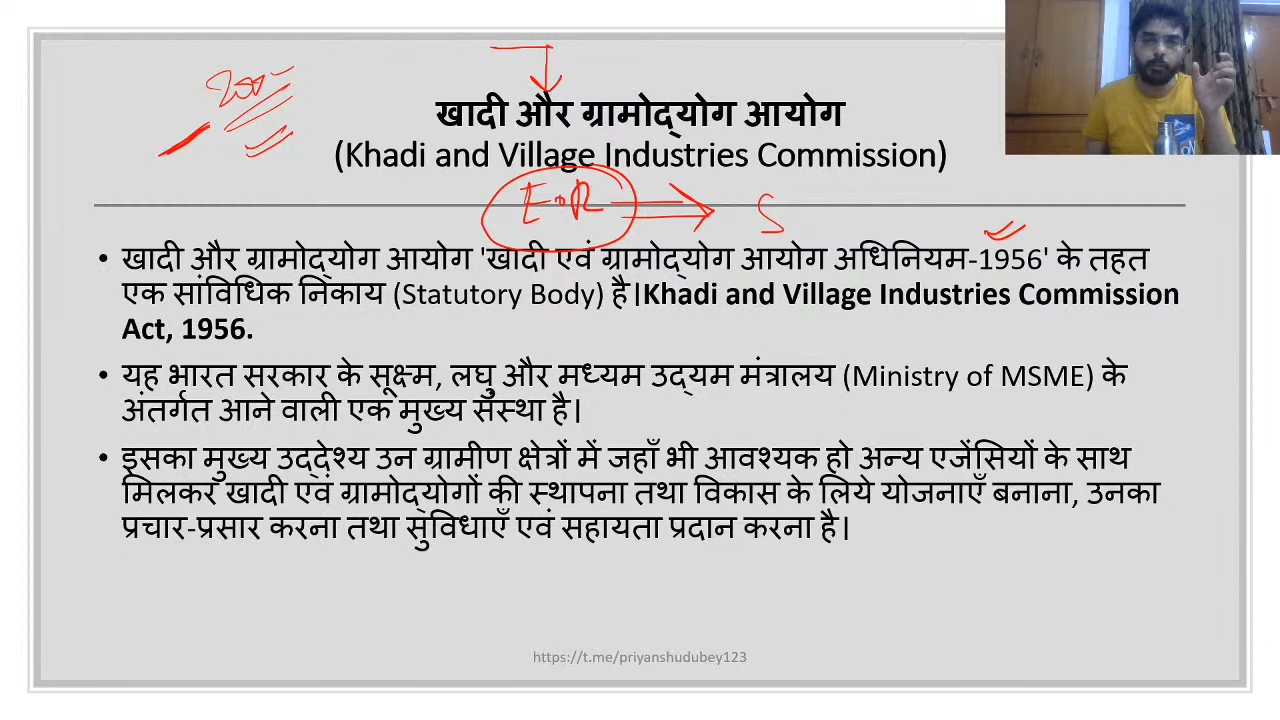 खादी और ग्रामोद्योग आयोग
(Khadi and Village Industries Commission)
E.R
S
• खादी और ग्रामोद्योग आयोग 'खादी एवं ग्रामोद्योग आयोग अधिनियम-1956' के तहत
एक सांविधिक निकाय (Statutory Body) है।Khadi and Village Industries Commission
Act, 1956.
• यह भारत सरकार के सूक्ष्म, लघु और मध्यम उद्यम मंत्रालय (Ministry of MSME) के
अंतर्गत आने वाली एक मुख्य संस्था है।
• इसका मुख्य उद्देश्य उन ग्रामीण क्षेत्रों में जहाँ भी आवश्यक हो अन्य एजेंसियों के साथ
मिलकर खादी एवं ग्रामोद्योगों की स्थापना तथा विकास के लिये योजनाएँ बनाना, उनका
प्रचार-प्रसार करना तथा सुविधाएँ एवं सहायता प्रदान करना है।
https://t.me/priyanshudubey123